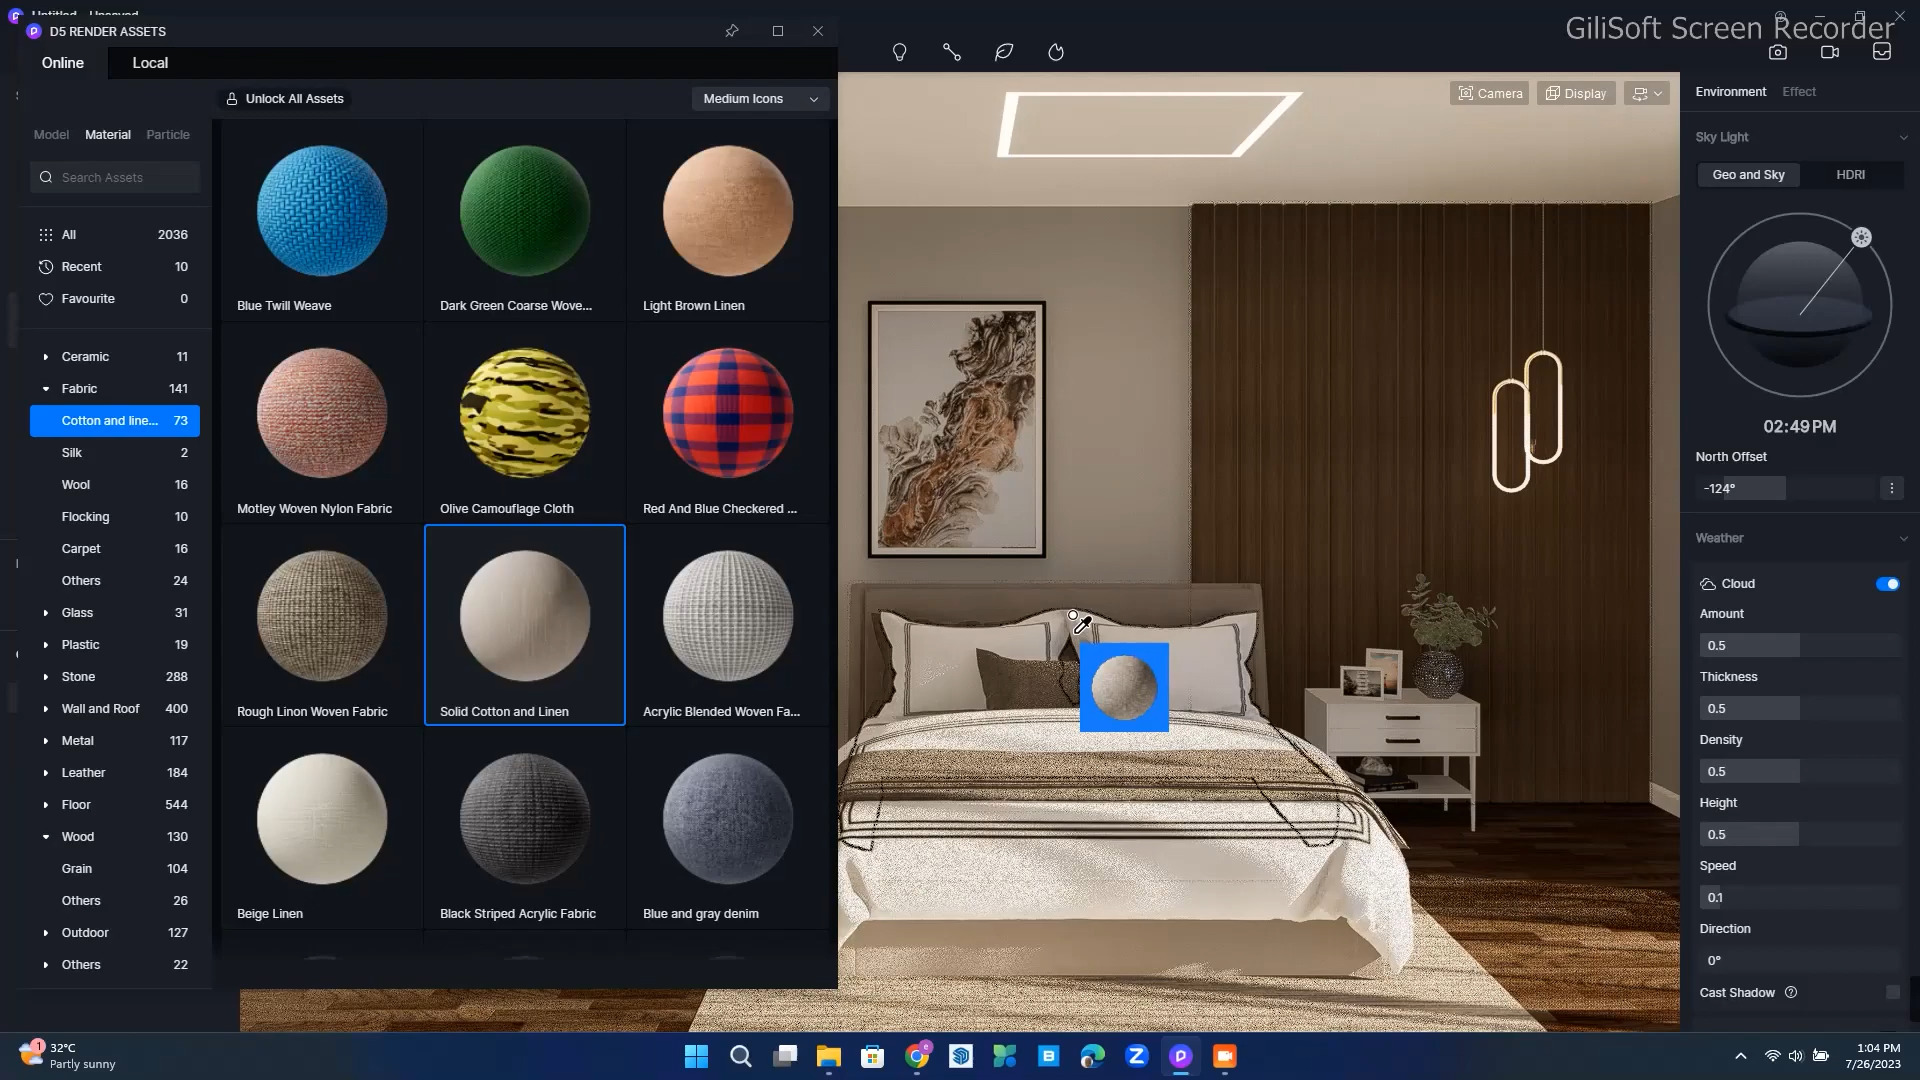 Untitled - Unsaved
D5 RENDER ASSETS
GiliSoft Screen Recorder
Online
Local
Unlock All Assets
Medium Icons
Model
Material
Particle
Search Assets
All 2036
Recent 10
Favourite 0
Ceramic 11
Fabric 141
Cotton and line... 73
Silk 2
Wool 16
Flocking 10
Carpet 16
Others 24
Glass 31
Plastic 19
Stone 288
Wall and Roof 400
Metal 117
Leather 184
Floor 544
Wood 130
Grain 104
Others 26
Outdoor 127
Others 22
Blue Twill Weave
Dark Green Coarse Wove...
Light Brown Linen
Motley Woven Nylon Fabric
Olive Camouflage Cloth
Red And Blue Checkered ...
Rough Linon Woven Fabric
Solid Cotton and Linen
Acrylic Blended Woven Fa...
Beige Linen
Black Striped Acrylic Fabric
Blue and gray denim
Camera
Display
Environment
Effect
Sky Light
Geo and Sky
HDRI
02:49 PM
North Offset
-124°
Weather
Cloud
Amount
0.5
Thickness
0.5
Density
0.5
Height
0.5
Speed
0.1
Direction
0°
Cast Shadow
1
32°C
Partly sunny
1:04 PM
7/26/2023